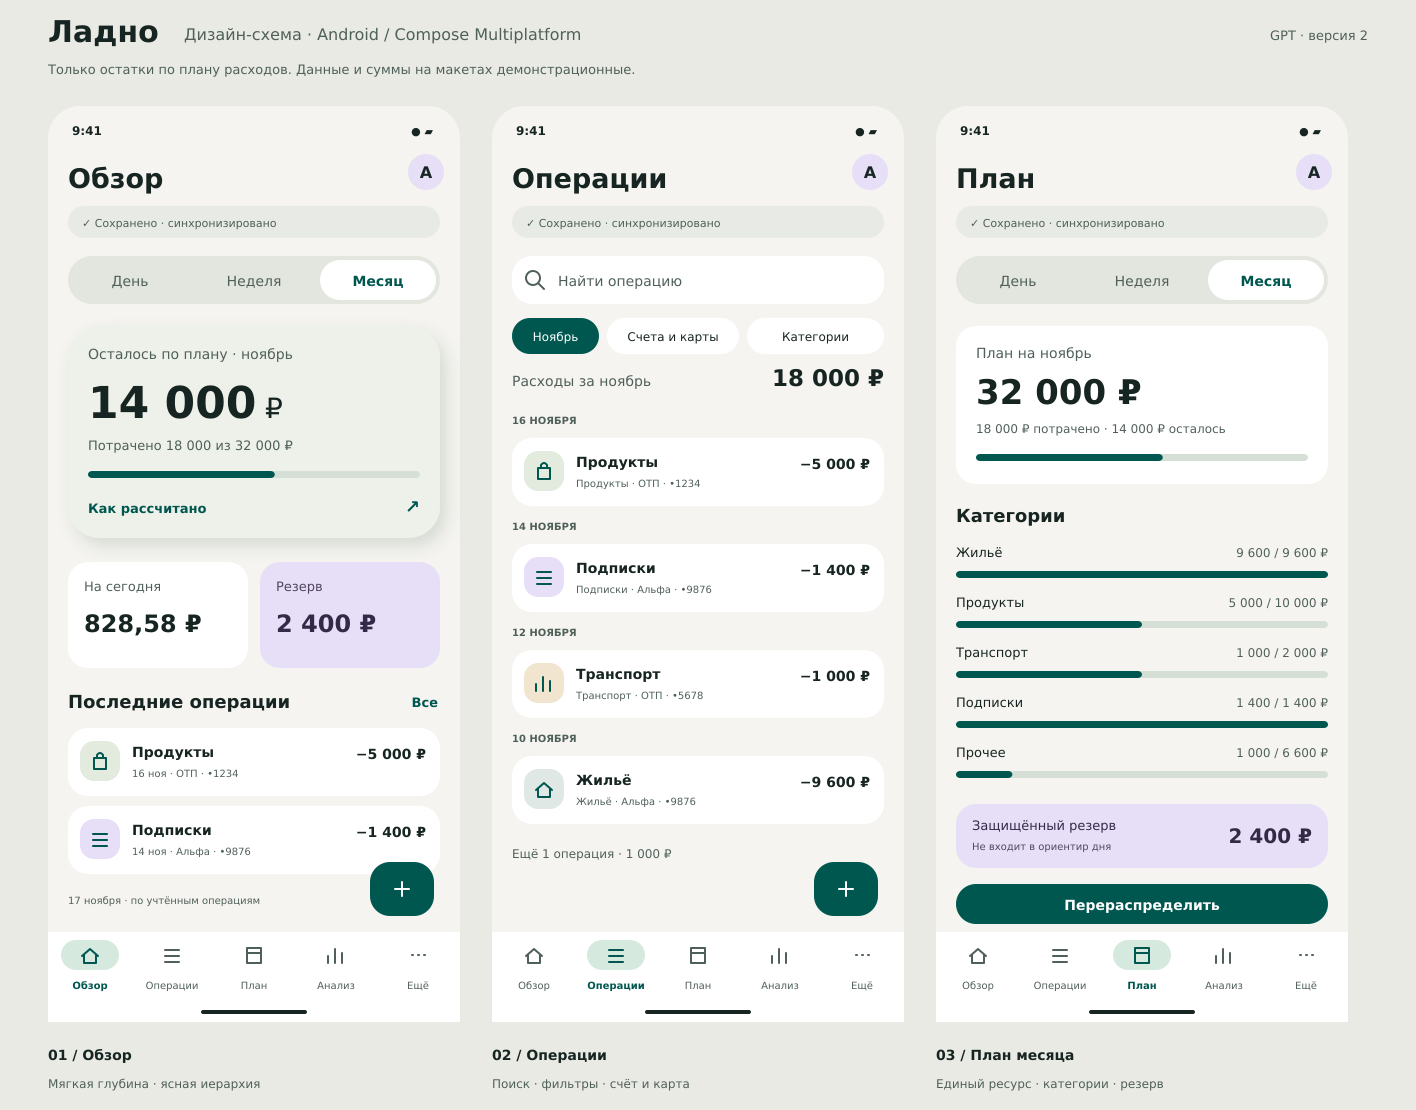 Ладно Дизайн-схема · Android / Compose Multiplatform GPT · версия 2
Только остатки по плану расходов. Данные и суммы на макетах демонстрационные.
9:41
Обзор
А
✓ Сохранено · синхронизировано
День Неделя Месяц
Осталось по плану · ноябрь
14 000 ₽
Потрачено 18 000 из 32 000 ₽
Как рассчитано ↗
На сегодня
828,58 ₽
Резерв
2 400 ₽
Последние операции Все
Продукты −5 000 ₽
16 ноя · ОТП · •1234
Подписки −1 400 ₽
14 ноя · Альфа · •9876
+
17 ноября · по учтённым операциям
Обзор Операции План Анализ Ещё
01 / Обзор
Мягкая глубина · ясная иерархия
9:41
Операции
А
✓ Сохранено · синхронизировано
Найти операцию
Ноябрь Счета и карты Категории
Расходы за ноябрь 18 000 ₽
16 НОЯБРЯ
Продукты −5 000 ₽
Продукты · ОТП · •1234
14 НОЯБРЯ
Подписки −1 400 ₽
Подписки · Альфа · •9876
12 НОЯБРЯ
Транспорт −1 000 ₽
Транспорт · ОТП · •5678
10 НОЯБРЯ
Жильё −9 600 ₽
Жильё · Альфа · •9876
Ещё 1 операция · 1 000 ₽
+
Обзор Операции План Анализ Ещё
02 / Операции
Поиск · фильтры · счёт и карта
9:41
План
А
✓ Сохранено · синхронизировано
День Неделя Месяц
План на ноябрь
32 000 ₽
18 000 ₽ потрачено · 14 000 ₽ осталось
Категории
Жильё 9 600 / 9 600 ₽
Продукты 5 000 / 10 000 ₽
Транспорт 1 000 / 2 000 ₽
Подписки 1 400 / 1 400 ₽
Прочее 1 000 / 6 600 ₽
Защищённый резерв 2 400 ₽
Не входит в ориентир дня
Перераспределить
Обзор Операции План Анализ Ещё
03 / План месяца
Единый ресурс · категории · резерв